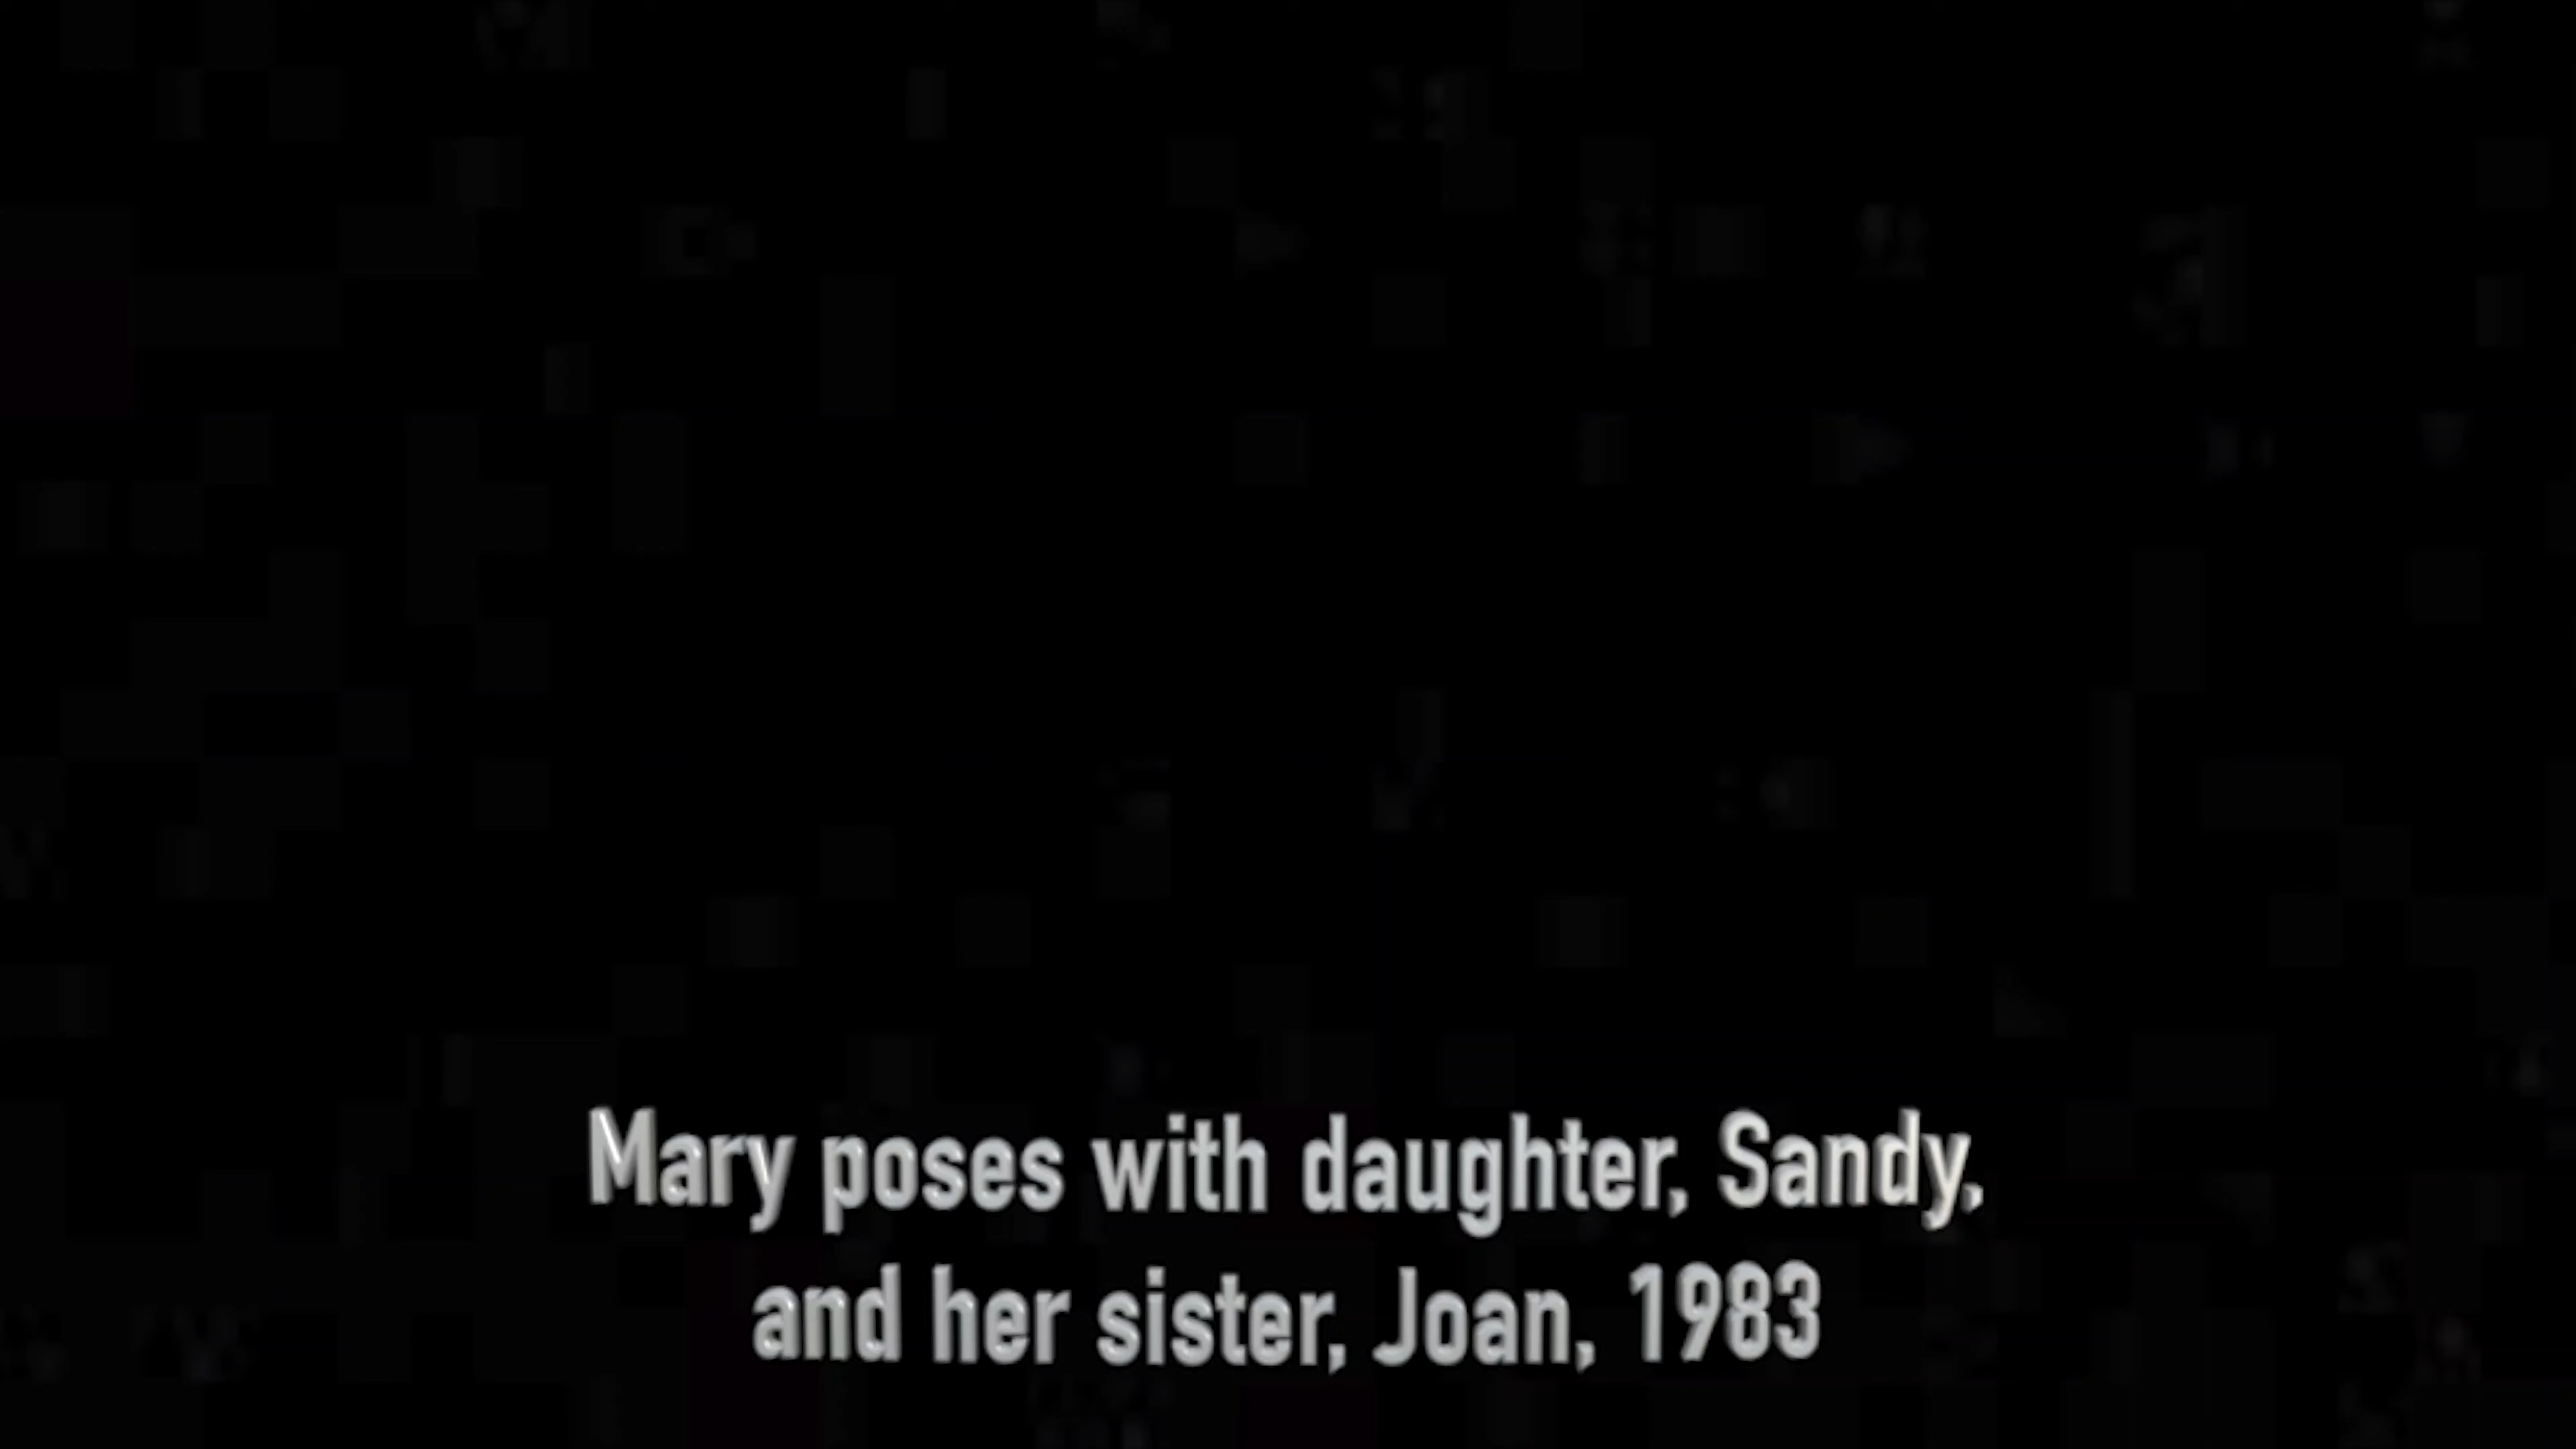 Mary poses with daughter, Sandy,
and her sister, Joan, 1983